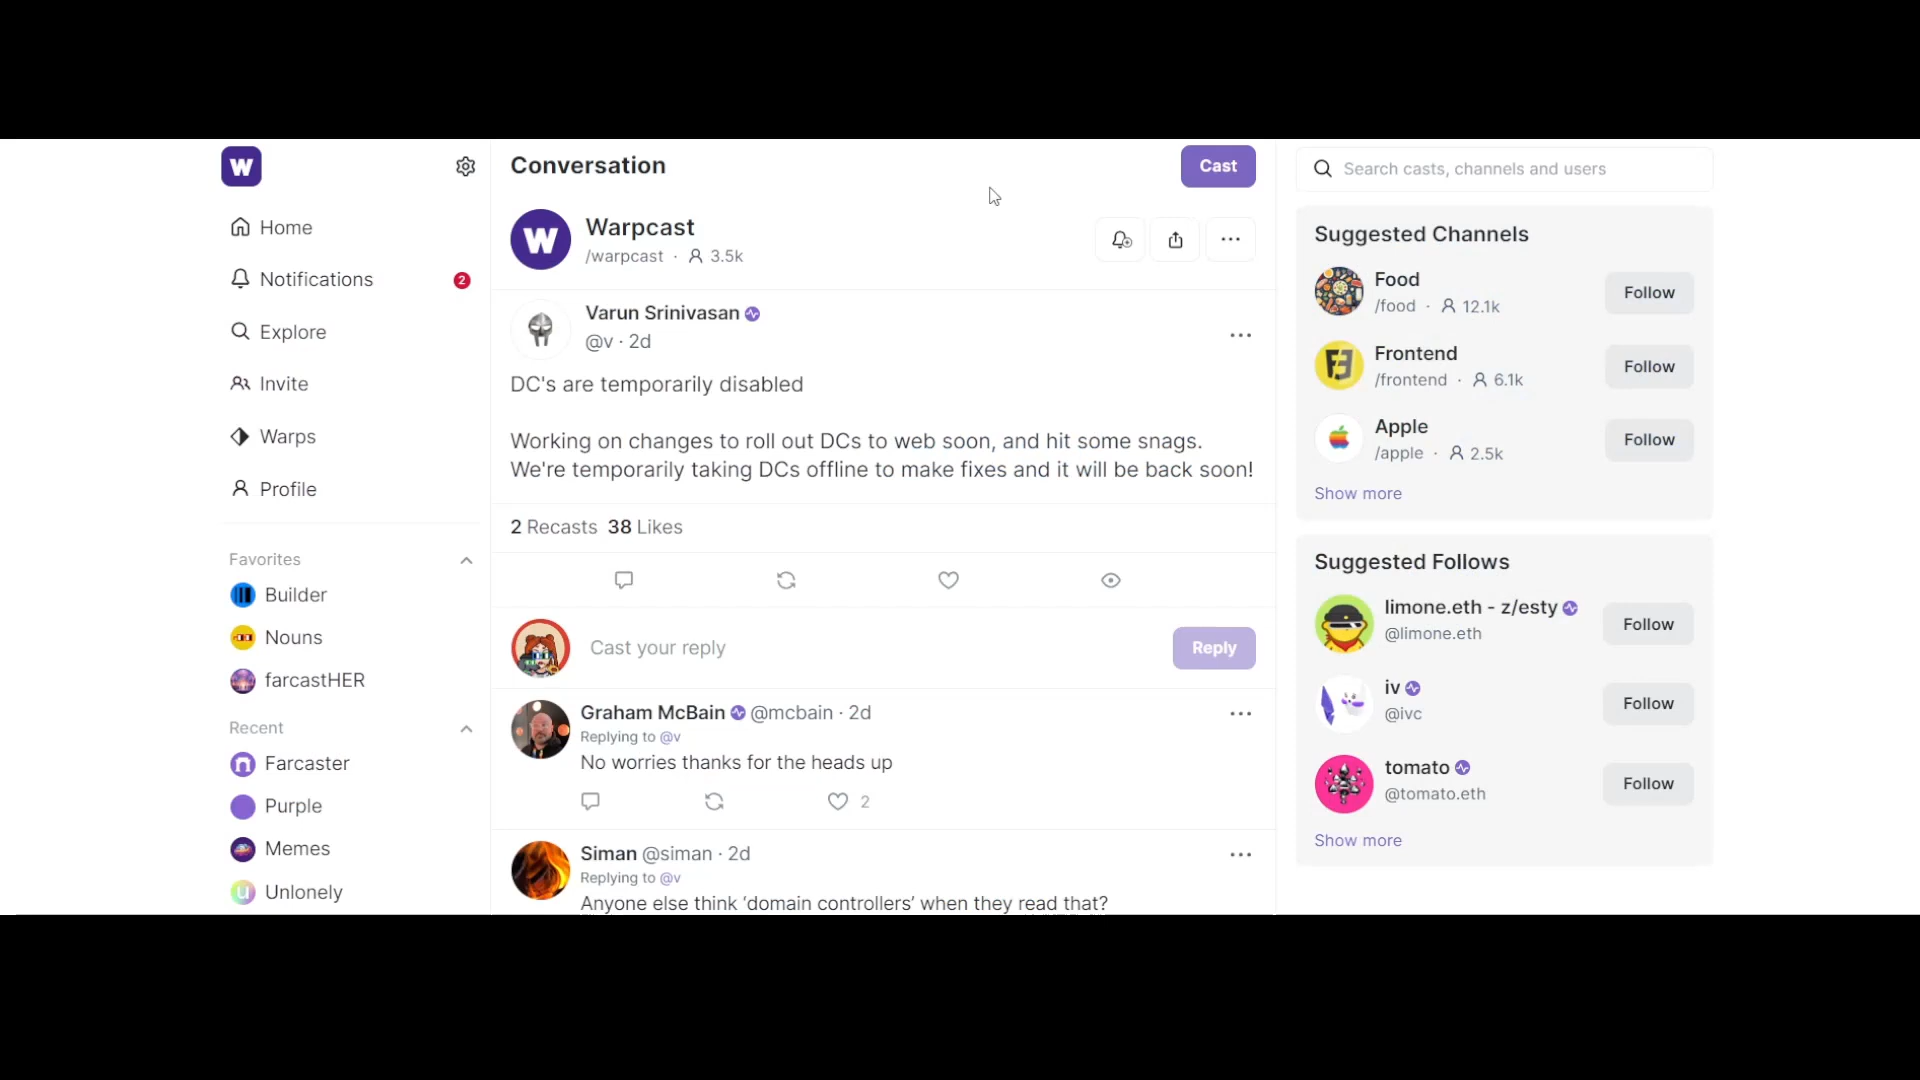 W
Home
Notifications
2
Explore
Invite
Warps
Profile
Favorites
Builder
Nouns
farcastHER
Recent
Farcaster
Purple
Memes
U Unlonely
Conversation
Cast
W
Warpcast
/warpcast · 3.5k
Varun Srinivasan
@v · 2d
DC's are temporarily disabled
Working on changes to roll out DCs to web soon, and hit some snags.
We're temporarily taking DCs offline to make fixes and it will be back soon!
2 Recasts 38 Likes
Cast your reply
Reply
Graham McBain @mcbain · 2d
Replying to @v
No worries thanks for the heads up
2
Siman @siman · 2d
Replying to @v
Anyone else think ‘domain controllers’ when they read that?
Search casts, channels and users
Suggested Channels
Food
/food · 12.1k
Follow
Frontend
/frontend · 6.1k
Follow
Apple
/apple · 2.5k
Follow
Show more
Suggested Follows
limone.eth - z/esty
@limone.eth
Follow
iv
@ivc
Follow
tomato
@tomato.eth
Follow
Show more